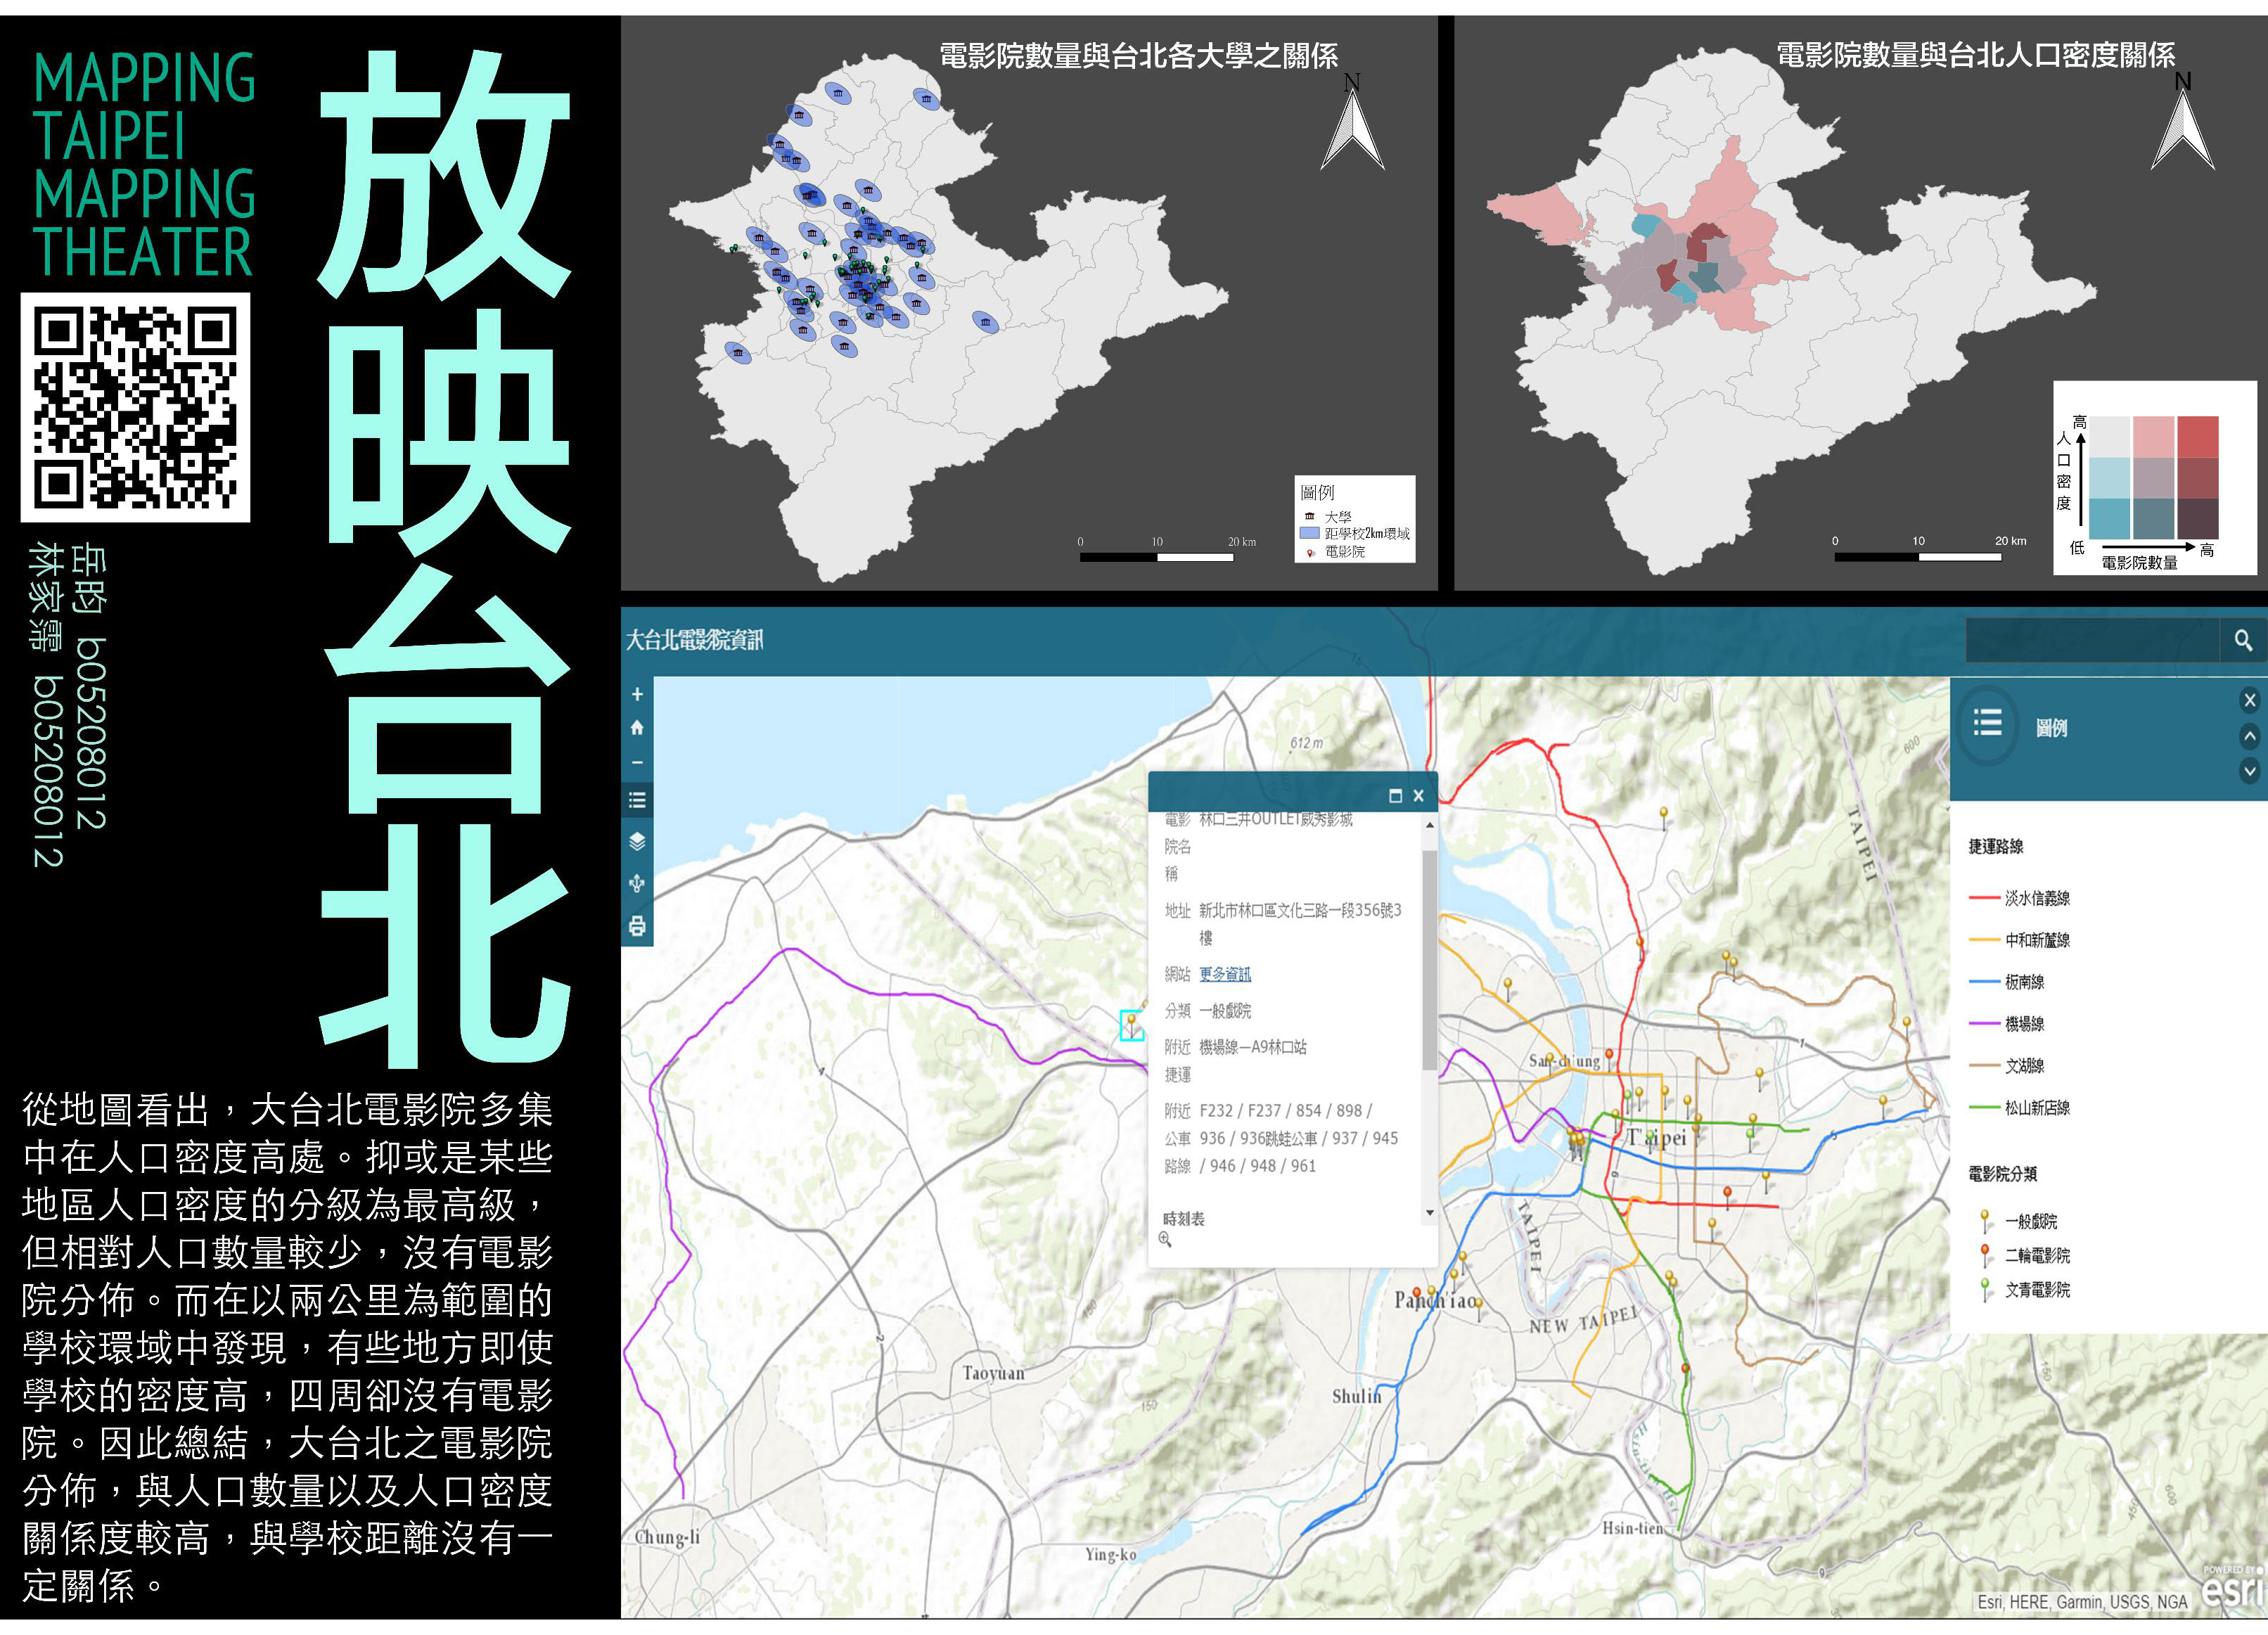 MAPPING
TAIPEI
MAPPING
THEATER
放映台北
岳昀 b05208012
林家霈 b05208012
從地圖看出，大台北電影院多集
中在人口密度高處。抑或是某些
地區人口密度的分級為最高級，
但相對人口數量較少，沒有電影
院分佈。而在以兩公里為範圍的
學校環域中發現，有些地方即使
學校的密度高，四周卻沒有電影
院。因此總結，大台北之電影院
分佈，與人口數量以及人口密度
關係度較高，與學校距離沒有一
定關係。
電影院數量與台北各大學之關係
N
圖例
大學
距學校2km環域
電影院
0 10 20 km
電影院數量與台北人口密度關係
N
高
人口密度
低
電影院數量
高
0 10 20 km
大台北電影院資訊
圖例
捷運路線
淡水信義線
中和新蘆線
板南線
機場線
文湖線
松山新店線
電影院分類
一般戲院
二輪電影院
文青電影院
電影院名稱 林口三井OUTLET威秀影城
地址 新北市林口區文化三路一段356號3
樓
網站 更多資訊
分類 一般戲院
附近捷運 機場線－A9林口站
附近 F232 / F237 / 854 / 898 /
公車 936 / 936跳蛙公車 / 937 / 945
路線 / 946 / 948 / 961
時刻表
612 m
600
TAIPEI
San-ch'ung
T'aipei
1
5
6
4
2
TAIPEI
NEW TAIPEI
Panch'iao
Taoyuan
Shulin
150
150
150
Chung-li
Ying-ko
Hsin-tien
9
450
600
POWERED BY
esri
Esri, HERE, Garmin, USGS, NGA